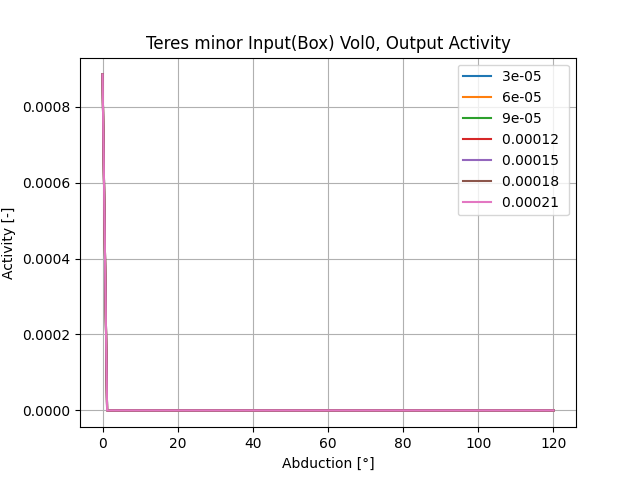 Teres minor Input(Box) Vol0, Output Activity
3e-05
6e-05
9e-05
0.00012
0.00015
0.00018
0.00021
0.0008
0.0006
0.0004
0.0002
0.0000
Activity [-]
0 20 40 60 80 100 120
Abduction [°]